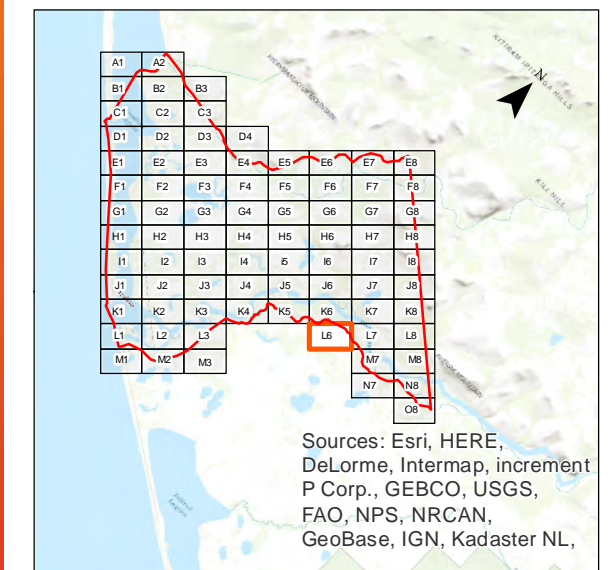 KITIRAM IPITINGA HILLS
N
A1 A2
B1 B2 B3
C1 C2 C3
D1 D2 D3 D4
E1 E2 E3 E4 E5 E6 E7 E8
F1 F2 F3 F4 F5 F6 F7 F8
G1 G2 G3 G4 G5 G6 G7 G8
H1 H2 H3 H4 H5 H6 H7 H8
I1 I2 I3 I4 I5 I6 I7 I8
J1 J2 J3 J4 J5 J6 J7 J8
K1 K2 K3 K4 K5 K6 K7 K8
L1 L2 L3 L6 L7 L8
M1 M2 M3 M7 M8
N7 N8
O8
Sources: Esri, HERE,
DeLorme, Intermap, increment
P Corp., GEBCO, USGS,
FAO, NPS, NRCAN,
GeoBase, IGN, Kadaster NL,